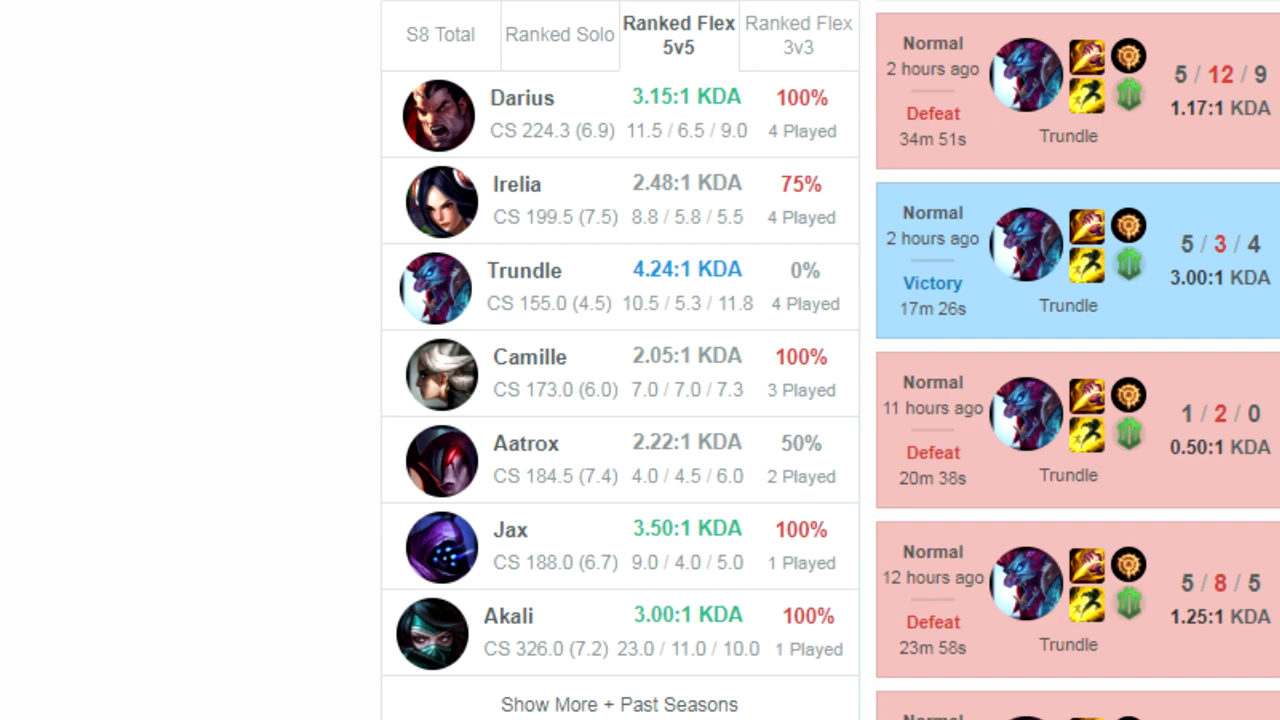 S8 Total
Ranked Solo
Ranked Flex
5v5
Ranked Flex
3v3
Darius 3.15:1 KDA 100%
CS 224.3 (6.9) 11.5 / 6.5 / 9.0 4 Played
Irelia 2.48:1 KDA 75%
CS 199.5 (7.5) 8.8 / 5.8 / 5.5 4 Played
Trundle 4.24:1 KDA 0%
CS 155.0 (4.5) 10.5 / 5.3 / 11.8 4 Played
Camille 2.05:1 KDA 100%
CS 173.0 (6.0) 7.0 / 7.0 / 7.3 3 Played
Aatrox 2.22:1 KDA 50%
CS 184.5 (7.4) 4.0 / 4.5 / 6.0 2 Played
Jax 3.50:1 KDA 100%
CS 188.0 (6.7) 9.0 / 4.0 / 5.0 1 Played
Akali 3.00:1 KDA 100%
CS 326.0 (7.2) 23.0 / 11.0 / 10.0 1 Played
Show More + Past Seasons
Normal
2 hours ago
Defeat
34m 51s
Trundle
5 / 12 / 9
1.17:1 KDA
Normal
2 hours ago
Victory
17m 26s
Trundle
5 / 3 / 4
3.00:1 KDA
Normal
11 hours ago
Defeat
20m 38s
Trundle
1 / 2 / 0
0.50:1 KDA
Normal
12 hours ago
Defeat
23m 58s
Trundle
5 / 8 / 5
1.25:1 KDA
Normal